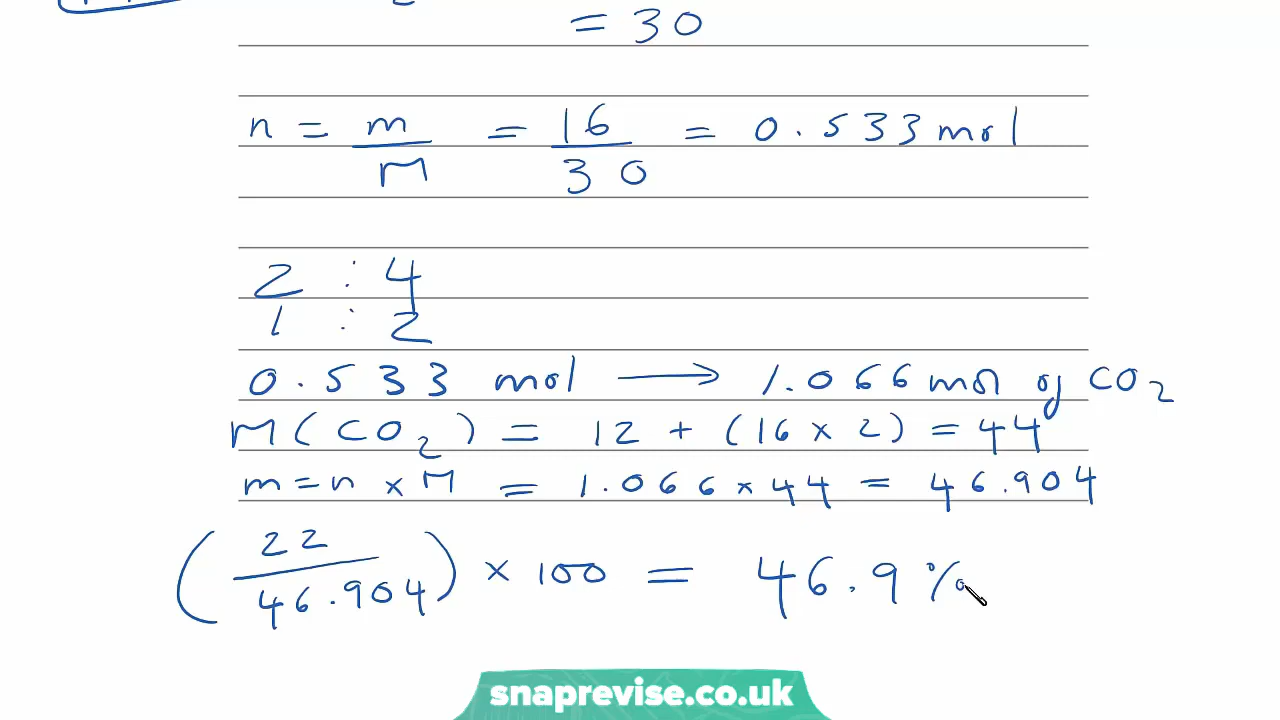 = 30
n = m/M = 16/30 = 0.533 mol
2 : 4
1 : 2
0.533 mol → 1.066 mol of CO₂
M(CO₂) = 12 + (16 × 2) = 44
m = n × M = 1.066 × 44 = 46.904
(22/46.904) × 100 = 46.9%
snaprevise.co.uk